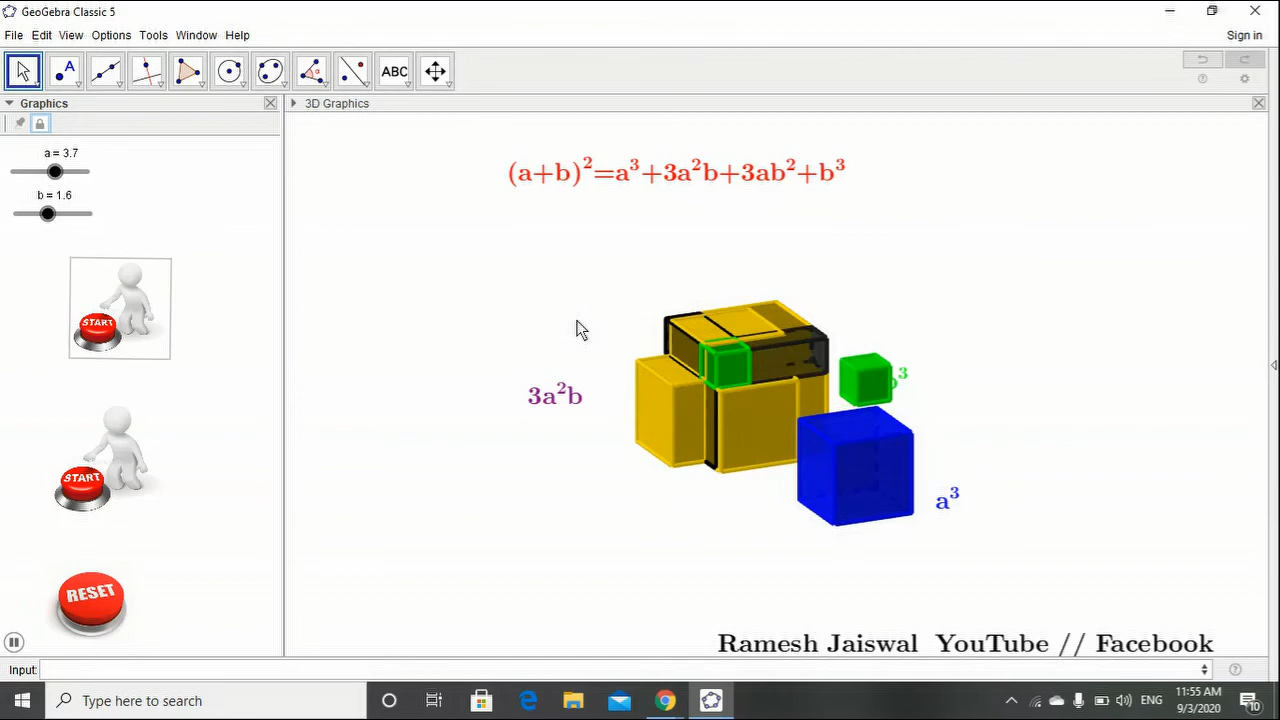 GeoGebra Classic 5
File Edit View Options Tools Window Help
Sign in
A
ABC
Graphics
3D Graphics
a = 3.7
b = 1.6
(a+b)²=a³+3a²b+3ab²+b³
START
3a²b
b³
START
a³
RESET
Ramesh Jaiswal YouTube // Facebook
Input:
Type here to search
ENG
11:55 AM
9/3/2020
10